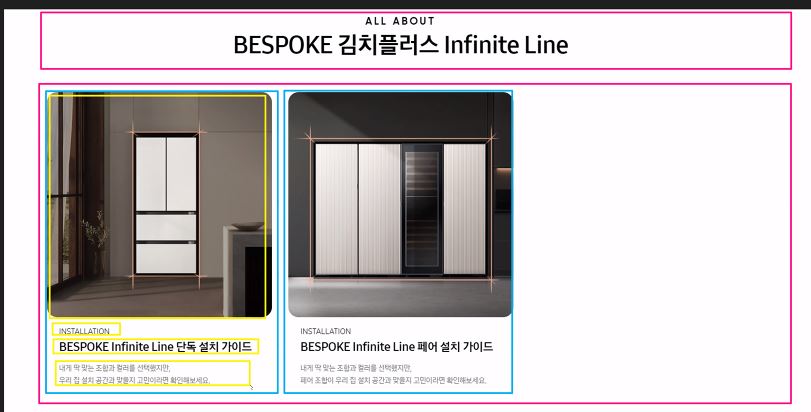 ALL ABOUT
BESPOKE 김치플러스 Infinite Line
INSTALLATION
BESPOKE Infinite Line 단독 설치 가이드
내게 딱 맞는 조합과 컬러를 선택했지만,
우리 집 설치 공간과 맞을지 고민이라면 확인해보세요.
INSTALLATION
BESPOKE Infinite Line 페어 설치 가이드
내게 딱 맞는 조합과 컬러를 선택했지만,
페어 조합이 우리 집 설치 공간과 맞을지 고민이라면 확인해보세요.